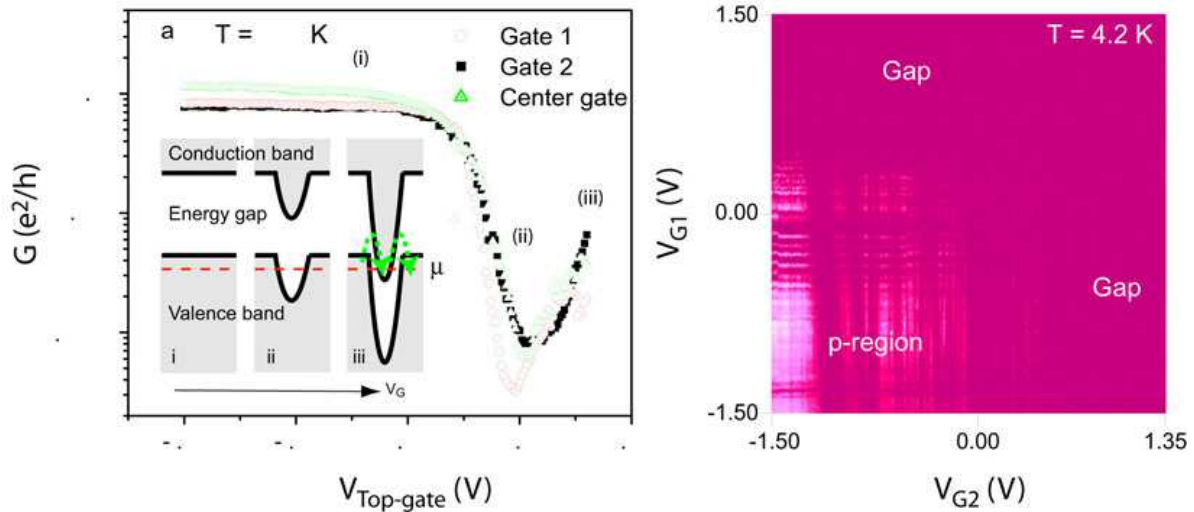 a T = K
(i)
Gate 1
Gate 2
Center gate
Conduction band
Energy gap
Valence band
i ii iii
μ
V_G
(ii)
(iii)
G (e²/h)
V_Top-gate (V)
T = 4.2 K
Gap
Gap
p-region
1.50
0.00
-1.50
V_G1 (V)
-1.50 0.00 1.35
V_G2 (V)